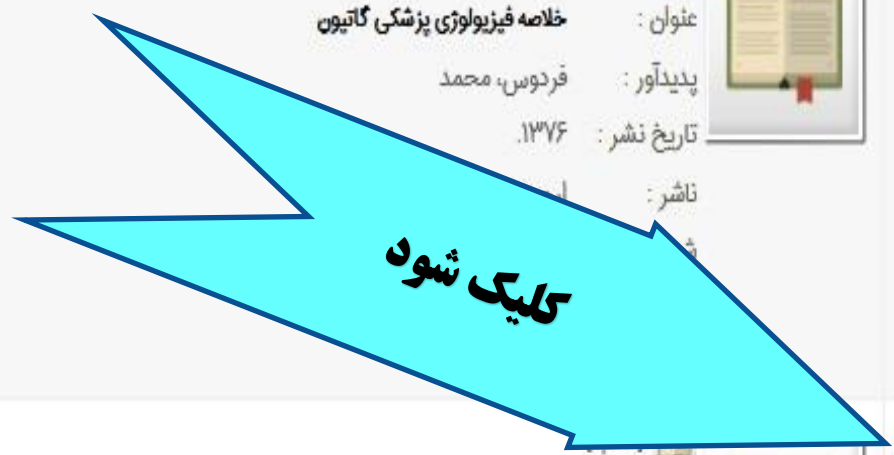 عنوان : خلاصه فیزیولوژی پزشکی گاتیون
پدیدآور : فردوس، محمد
تاریخ نشر : ۱۳۷۶.
ناشر :
کلیک شود